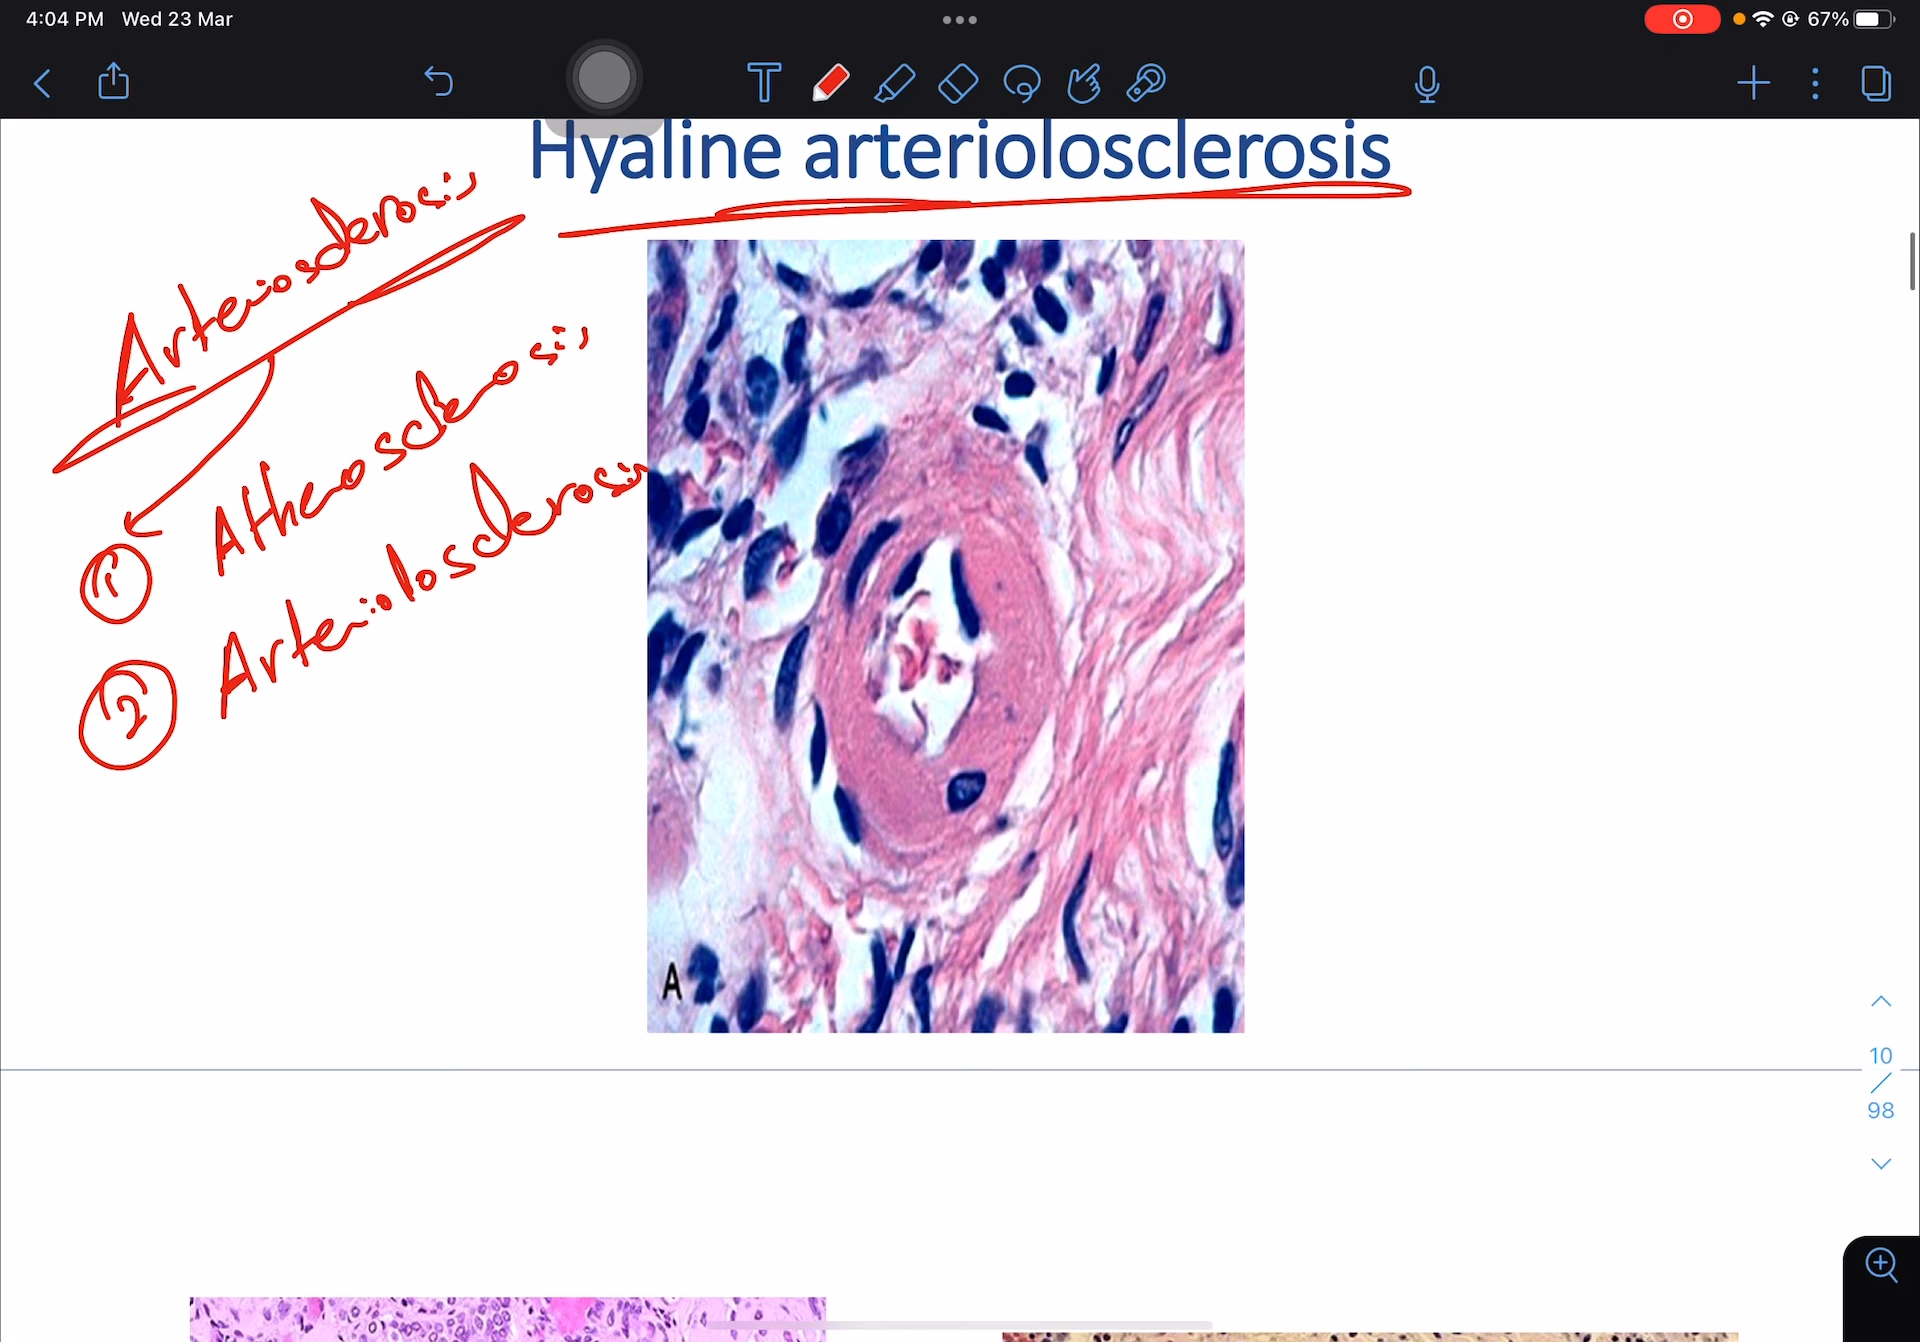 4:04 PM Wed 23 Mar
67%
Hyaline arteriolosclerosis
Arteriosclerosis
1 Atherosclerosis
2 Arteriolosclerosis
A
10
98